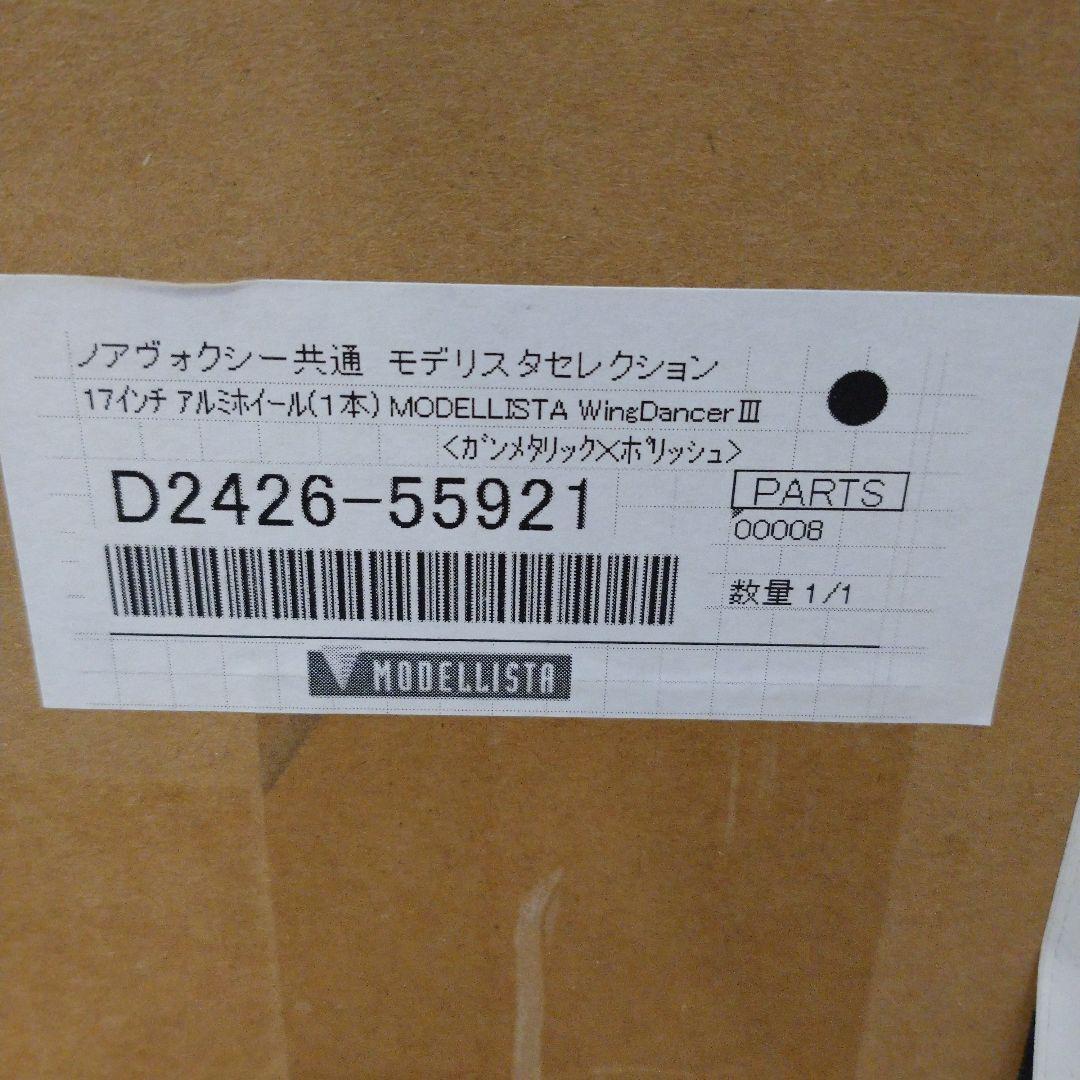 ノアヴォクシー共通 モデリスタセレクション
17ｲﾝﾁ ｱﾙﾐﾎｲｰﾙ(1本) MODELLISTA WingDancerⅢ
<ｶﾞﾝﾒﾀﾘｯｸ×ﾎﾟﾘｯｼｭ>
D2426-55921
PARTS
00008
数量 1/1
MODELLISTA